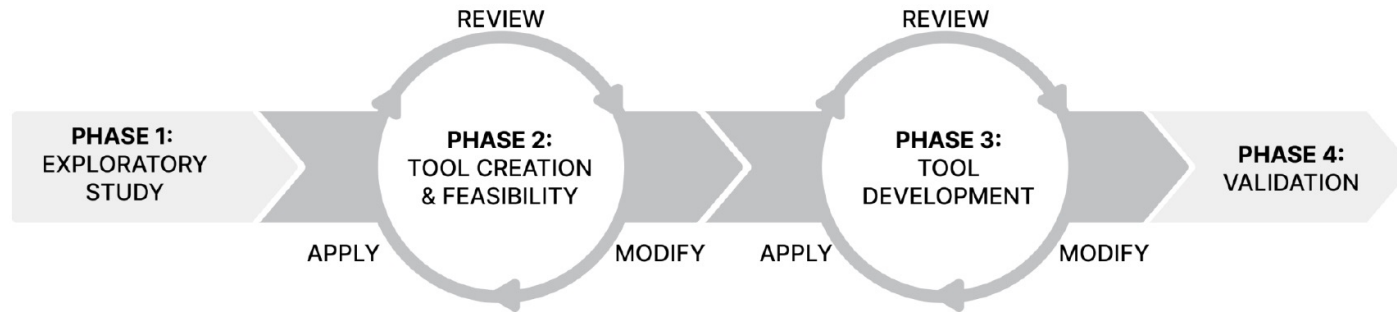 REVIEW
REVIEW
PHASE 1:
EXPLORATORY
STUDY
PHASE 2:
TOOL CREATION
& FEASIBILITY
PHASE 3:
TOOL
DEVELOPMENT
PHASE 4:
VALIDATION
APPLY
MODIFY
APPLY
MODIFY